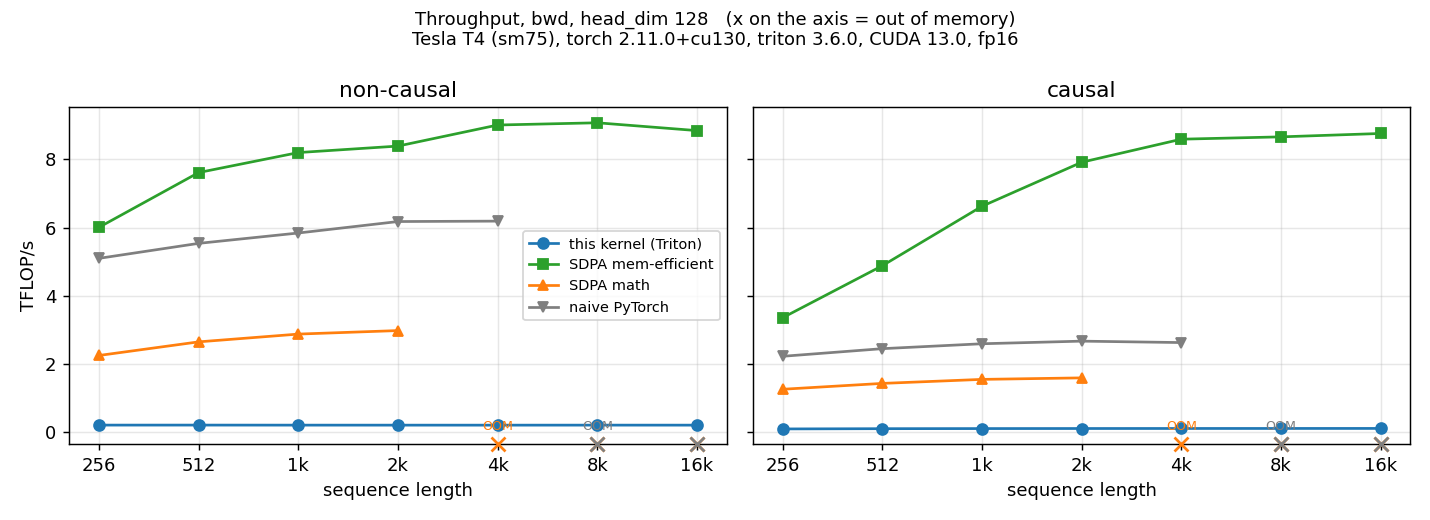 Throughput, bwd, head_dim 128   (x on the axis = out of memory)
Tesla T4 (sm75), torch 2.11.0+cu130, triton 3.6.0, CUDA 13.0, fp16
non-causal
causal
TFLOP/s
8
6
4
2
0
this kernel (Triton)
SDPA mem-efficient
SDPA math
naive PyTorch
OOM
OOM
OOM
OOM
256 512 1k 2k 4k 8k 16k
256 512 1k 2k 4k 8k 16k
sequence length
sequence length